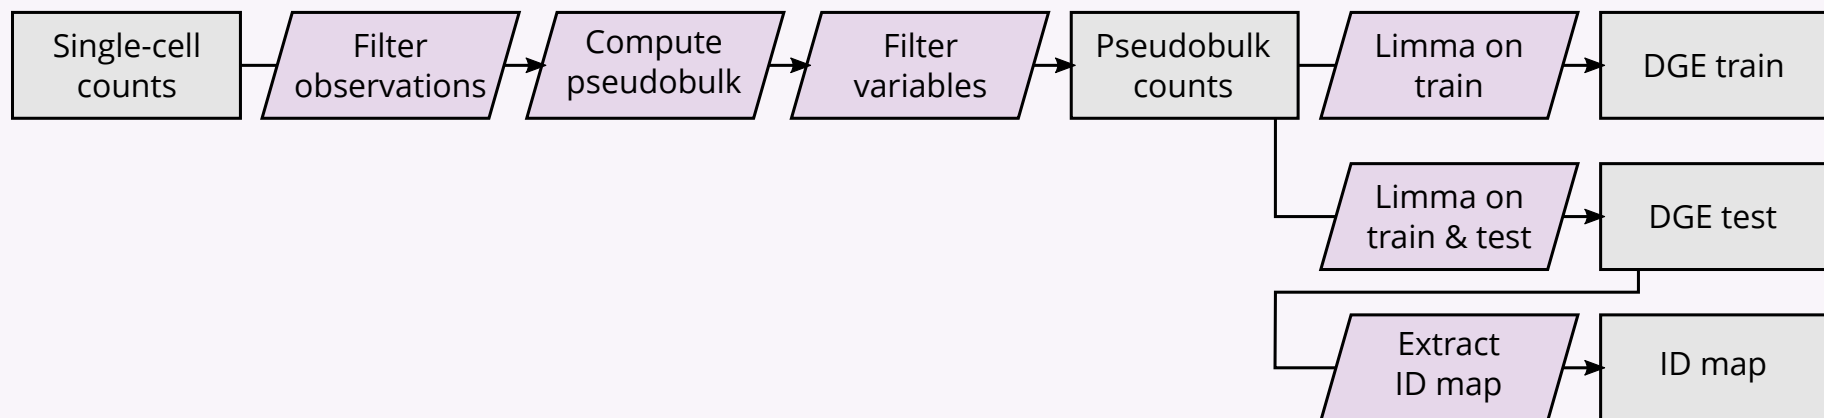 Single-cell
counts
Filter
observations
Compute
pseudobulk
Filter
variables
Pseudobulk
counts
Limma on
train
DGE train
Limma on
train & test
DGE test
Extract
ID map
ID map